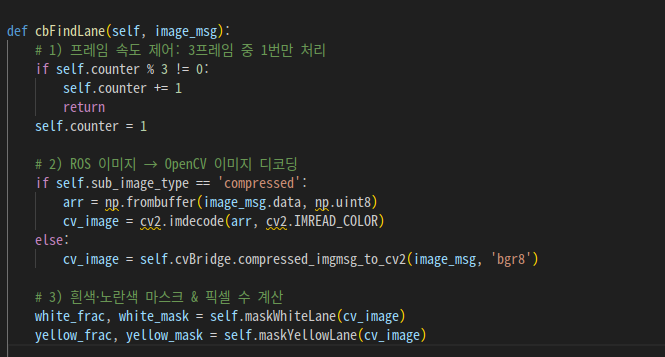 def cbFindLane(self, image_msg):
# 1) 프레임 속도 제어: 3프레임 중 1번만 처리
if self.counter % 3 != 0:
self.counter += 1
return
self.counter = 1
# 2) ROS 이미지 → OpenCV 이미지 디코딩
if self.sub_image_type == 'compressed':
arr = np.frombuffer(image_msg.data, np.uint8)
cv_image = cv2.imdecode(arr, cv2.IMREAD_COLOR)
else:
cv_image = self.cvBridge.compressed_imgmsg_to_cv2(image_msg, 'bgr8')
# 3) 흰색·노란색 마스크 & 픽셀 수 계산
white_frac, white_mask = self.maskWhiteLane(cv_image)
yellow_frac, yellow_mask = self.maskYellowLane(cv_image)